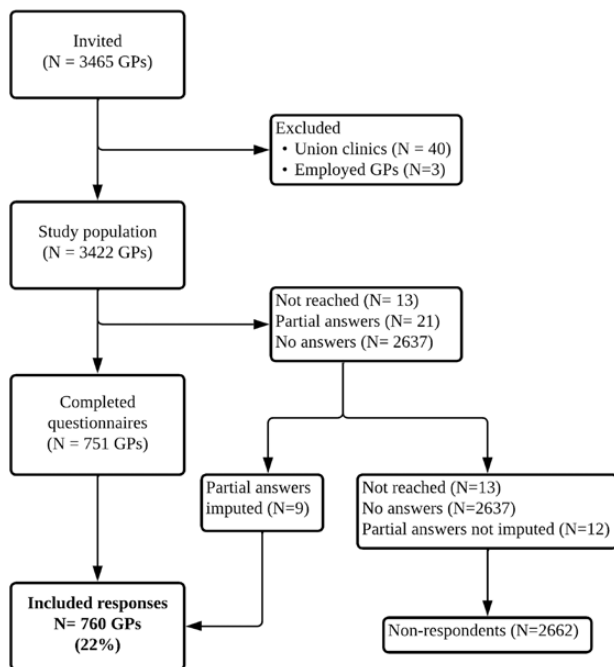 Invited
(N = 3465 GPs)
Excluded
• Union clinics (N = 40)
• Employed GPs (N=3)
Study population
(N = 3422 GPs)
Not reached (N= 13)
Partial answers (N= 21)
No answers (N= 2637)
Completed
questionnaires
(N = 751 GPs)
Partial answers
imputed (N=9)
Not reached (N=13)
No answers (N=2637)
Partial answers not imputed (N=12)
Included responses
N= 760 GPs
(22%)
Non-respondents (N=2662)